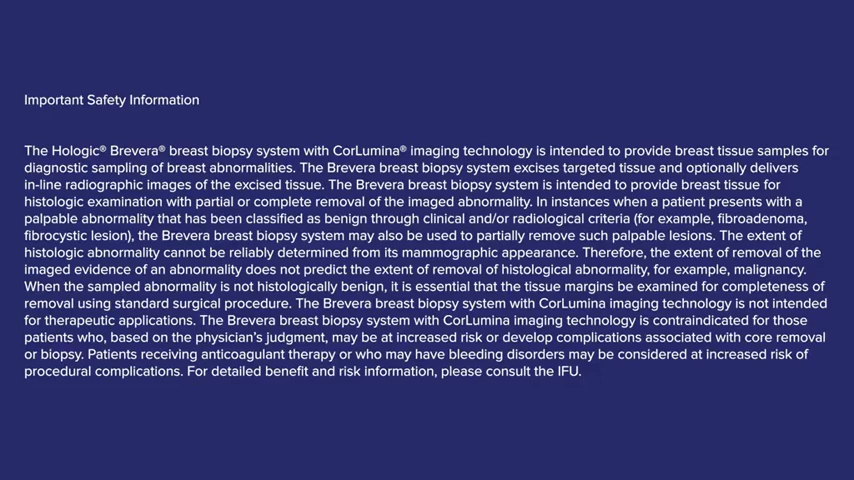 Important Safety Information
The Hologic® Brevera® breast biopsy system with CorLumina® imaging technology is intended to provide breast tissue samples for
diagnostic sampling of breast abnormalities. The Brevera breast biopsy system excises targeted tissue and optionally delivers
in-line radiographic images of the excised tissue. The Brevera breast biopsy system is intended to provide breast tissue for
histologic examination with partial or complete removal of the imaged abnormality. In instances when a patient presents with a
palpable abnormality that has been classified as benign through clinical and/or radiological criteria (for example, fibroadenoma,
fibrocystic lesion), the Brevera breast biopsy system may also be used to partially remove such palpable lesions. The extent of
histologic abnormality cannot be reliably determined from its mammographic appearance. Therefore, the extent of removal of the
imaged evidence of an abnormality does not predict the extent of removal of histological abnormality, for example, malignancy.
When the sampled abnormality is not histologically benign, it is essential that the tissue margins be examined for completeness of
removal using standard surgical procedure. The Brevera breast biopsy system with CorLumina imaging technology is not intended
for therapeutic applications. The Brevera breast biopsy system with CorLumina imaging technology is contraindicated for those
patients who, based on the physician's judgment, may be at increased risk or develop complications associated with core removal
or biopsy. Patients receiving anticoagulant therapy or who may have bleeding disorders may be considered at increased risk of
procedural complications. For detailed benefit and risk information, please consult the IFU.